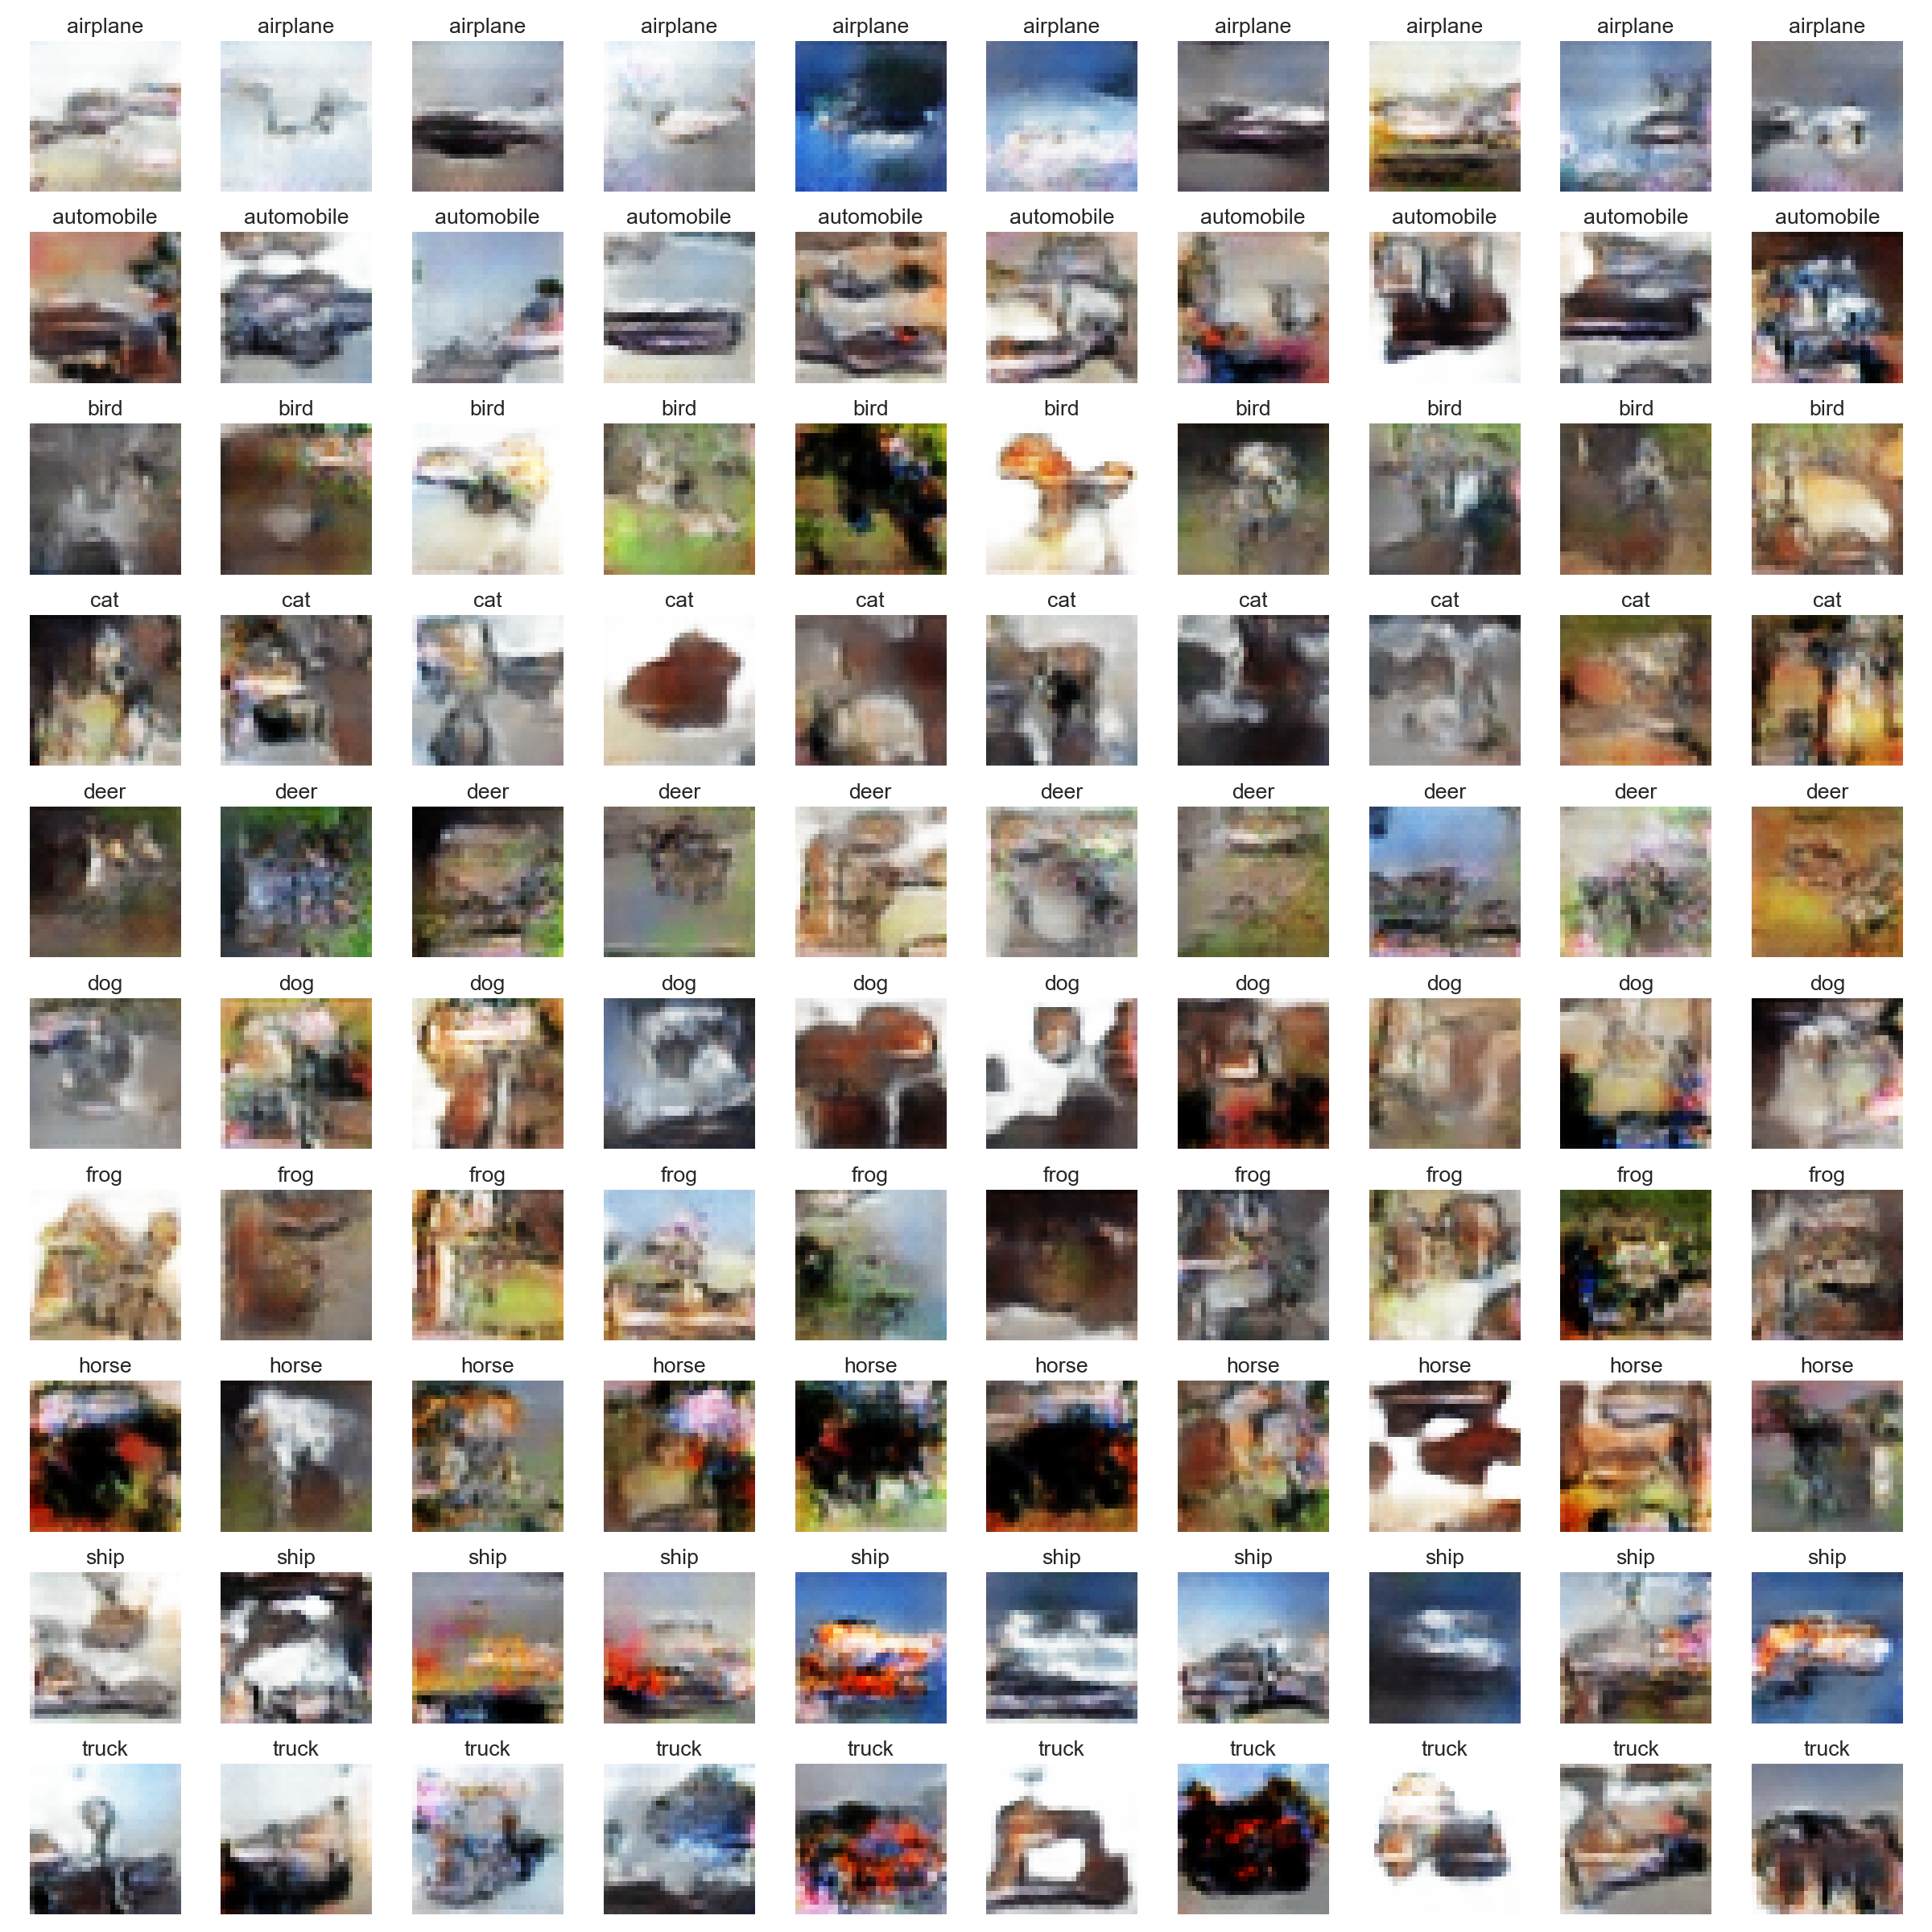 airplane airplane airplane airplane airplane airplane airplane airplane airplane airplane
automobile automobile automobile automobile automobile automobile automobile automobile automobile automobile
bird bird bird bird bird bird bird bird bird bird
cat cat cat cat cat cat cat cat cat cat
deer deer deer deer deer deer deer deer deer deer
dog dog dog dog dog dog dog dog dog dog
frog frog frog frog frog frog frog frog frog frog
horse horse horse horse horse horse horse horse horse horse
ship ship ship ship ship ship ship ship ship ship
truck truck truck truck truck truck truck truck truck truck